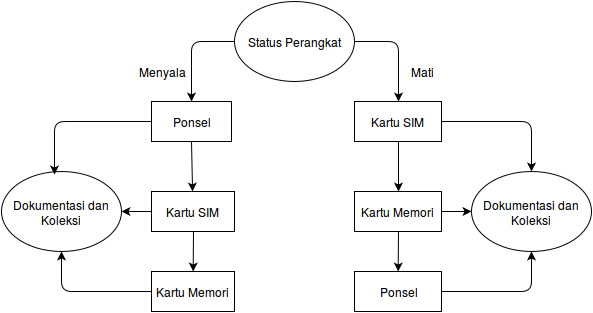 Status Perangkat
Menyala
Mati
Ponsel
Kartu SIM
Dokumentasi dan
Koleksi
Kartu SIM
Kartu Memori
Dokumentasi dan
Koleksi
Kartu Memori
Ponsel